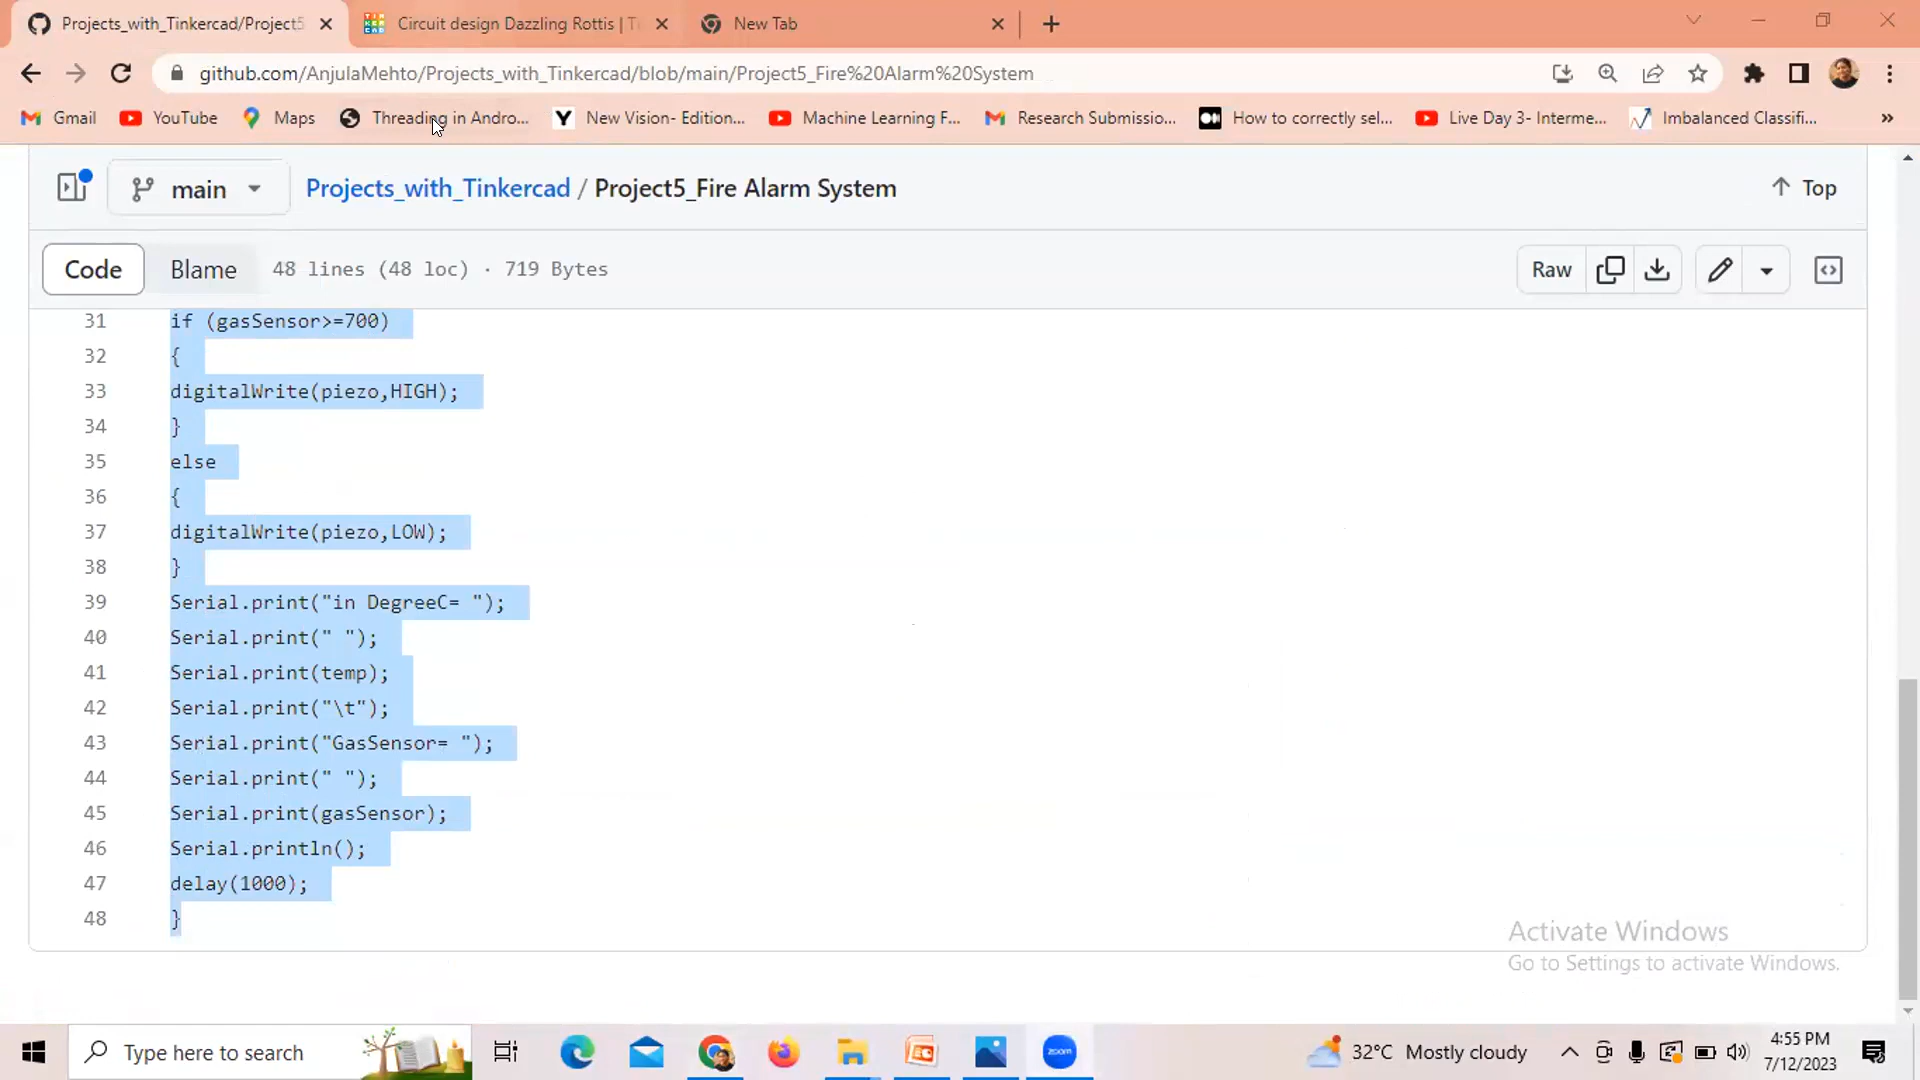 Projects_with_Tinkercad/Project5
Circuit design Dazzling Rottis | T
New Tab
github.com/AnjulaMehto/Projects_with_Tinkercad/blob/main/Project5_Fire%20Alarm%20System
Gmail
YouTube
Maps
Threading in Andro...
New Vision- Edition...
Machine Learning F...
Research Submissio...
How to correctly sel...
Live Day 3- Interme...
Imbalanced Classifi...
»
main
Projects_with_Tinkercad / Project5_Fire Alarm System
Top
Code
Blame
48 lines (48 loc) · 719 Bytes
Raw
31 if (gasSensor>=700)
32 {
33 digitalWrite(piezo,HIGH);
34 }
35 else
36 {
37 digitalWrite(piezo,LOW);
38 }
39 Serial.print("in DegreeC= ");
40 Serial.print(" ");
41 Serial.print(temp);
42 Serial.print("\t");
43 Serial.print("GasSensor= ");
44 Serial.print(" ");
45 Serial.print(gasSensor);
46 Serial.println();
47 delay(1000);
48 }
Activate Windows
Go to Settings to activate Windows.
Type here to search
zoom
32°C Mostly cloudy
4:55 PM
7/12/2023